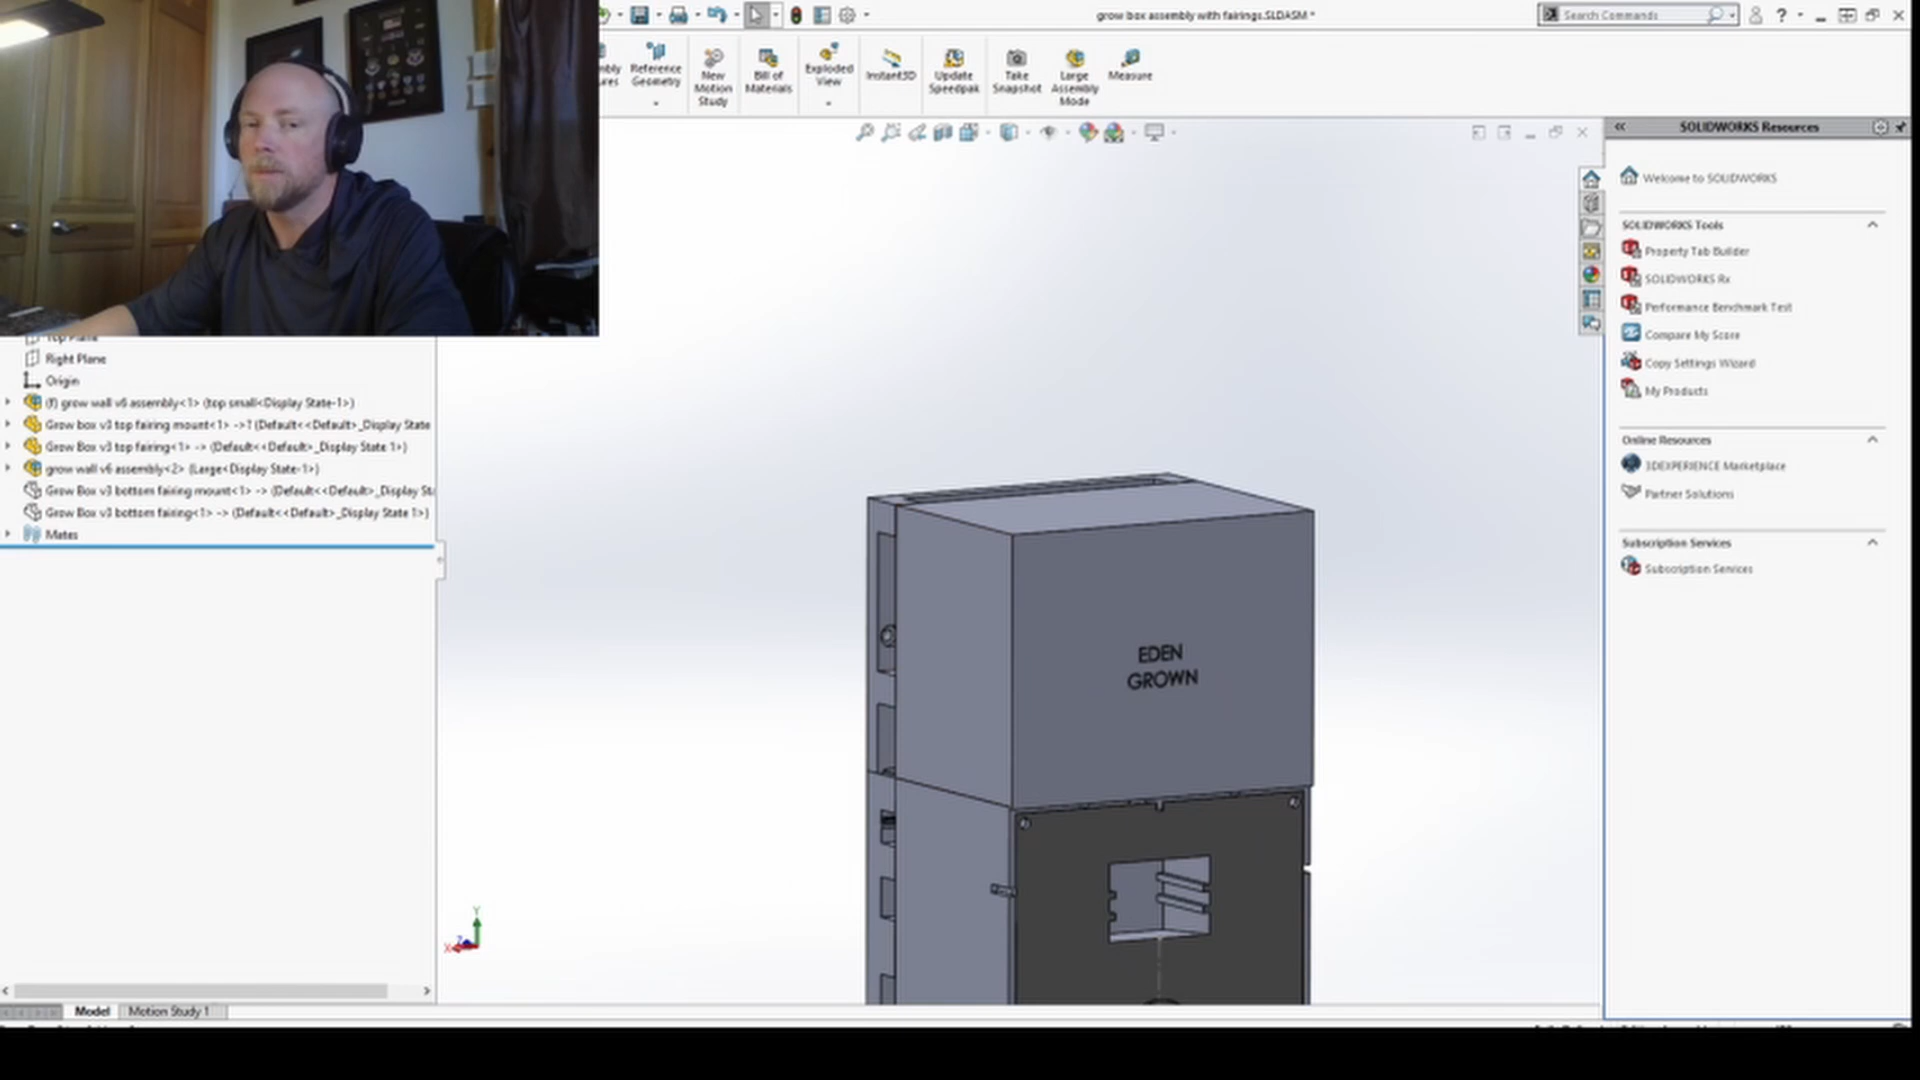 grow box assembly with fairings.SLDASM *
Search Commands
Reference
Geometry
New
Motion
Study
Bill of
Materials
Exploded
View
Instant3D
Update
Speedpak
Take
Snapshot
Large
Assembly
Mode
Measure
SOLIDWORKS Resources
Welcome to SOLIDWORKS
SOLIDWORKS Tools
Property Tab Builder
SOLIDWORKS Rx
Performance Benchmark Test
Compare My Score
Copy Settings Wizard
My Products
Online Resources
3DEXPERIENCE Marketplace
Partner Solutions
Subscription Services
Subscription Services
Top Plane
Right Plane
Origin
(f) grow wall v6 assembly<1> (top small<Display State-1>)
Grow box v3 top fairing mount<1> ->? (Default<<Default>_Display State
Grow Box v3 top fairing<1> -> (Default<<Default>_Display State 1>)
grow wall v6 assembly<2> (Large<Display State-1>)
Grow Box v3 bottom fairing mount<1> -> (Default<<Default>_Display St
Grow Box v3 bottom fairing<1> -> (Default<<Default>_Display State 1>)
Mates
EDEN
GROWN
Y
Z
X
Model
Motion Study 1